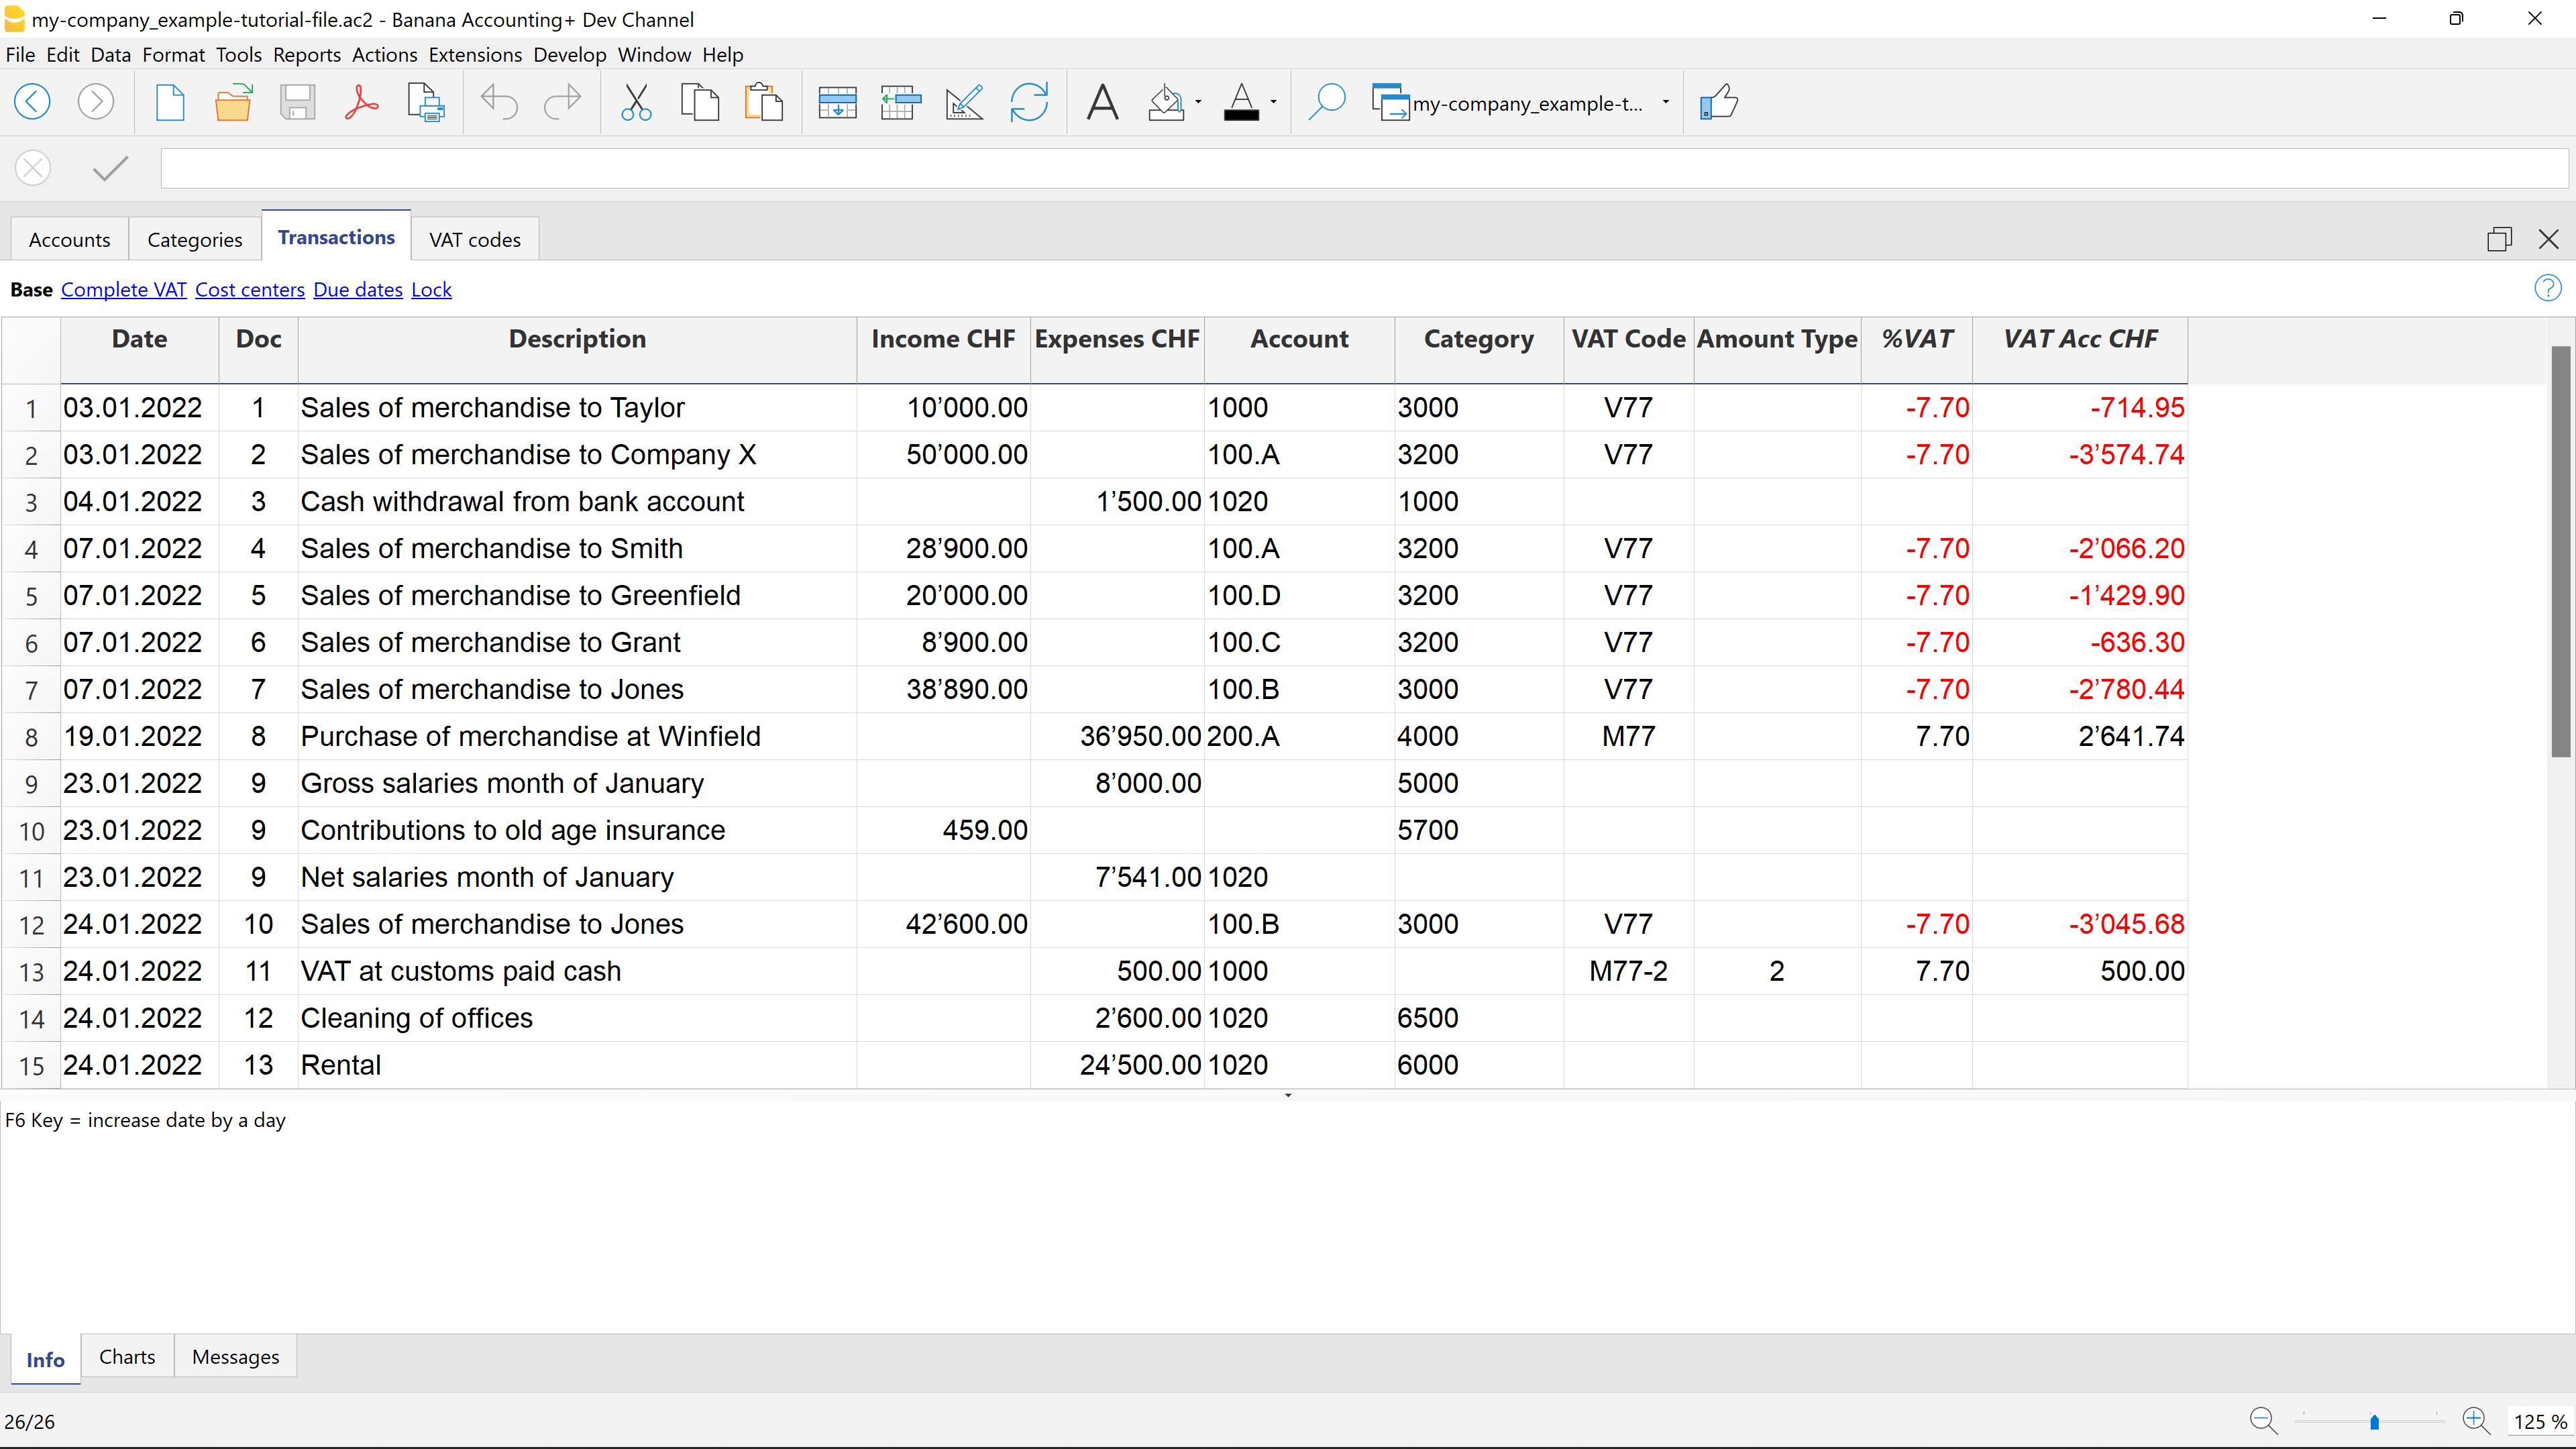 my-company_example-tutorial-file.ac2 - Banana Accounting+ Dev Channel
File Edit Data Format Tools Reports Actions Extensions Develop Window Help
my-company_example-t...
Accounts Categories Transactions VAT codes
Base Complete VAT Cost centers Due dates Lock
Date Doc Description Income CHF Expenses CHF Account Category VAT Code Amount Type %VAT VAT Acc CHF
1 03.01.2022 1 Sales of merchandise to Taylor 10’000.00 1000 3000 V77 -7.70 -714.95
2 03.01.2022 2 Sales of merchandise to Company X 50’000.00 100.A 3200 V77 -7.70 -3’574.74
3 04.01.2022 3 Cash withdrawal from bank account 1’500.00 1020 1000
4 07.01.2022 4 Sales of merchandise to Smith 28’900.00 100.A 3200 V77 -7.70 -2’066.20
5 07.01.2022 5 Sales of merchandise to Greenfield 20’000.00 100.D 3200 V77 -7.70 -1’429.90
6 07.01.2022 6 Sales of merchandise to Grant 8’900.00 100.C 3200 V77 -7.70 -636.30
7 07.01.2022 7 Sales of merchandise to Jones 38’890.00 100.B 3000 V77 -7.70 -2’780.44
8 19.01.2022 8 Purchase of merchandise at Winfield 36’950.00 200.A 4000 M77 7.70 2’641.74
9 23.01.2022 9 Gross salaries month of January 8’000.00 5000
10 23.01.2022 9 Contributions to old age insurance 459.00 5700
11 23.01.2022 9 Net salaries month of January 7’541.00 1020
12 24.01.2022 10 Sales of merchandise to Jones 42’600.00 100.B 3000 V77 -7.70 -3’045.68
13 24.01.2022 11 VAT at customs paid cash 500.00 1000 M77-2 2 7.70 500.00
14 24.01.2022 12 Cleaning of offices 2’600.00 1020 6500
15 24.01.2022 13 Rental 24’500.00 1020 6000
F6 Key = increase date by a day
Info Charts Messages
26/26
125 %